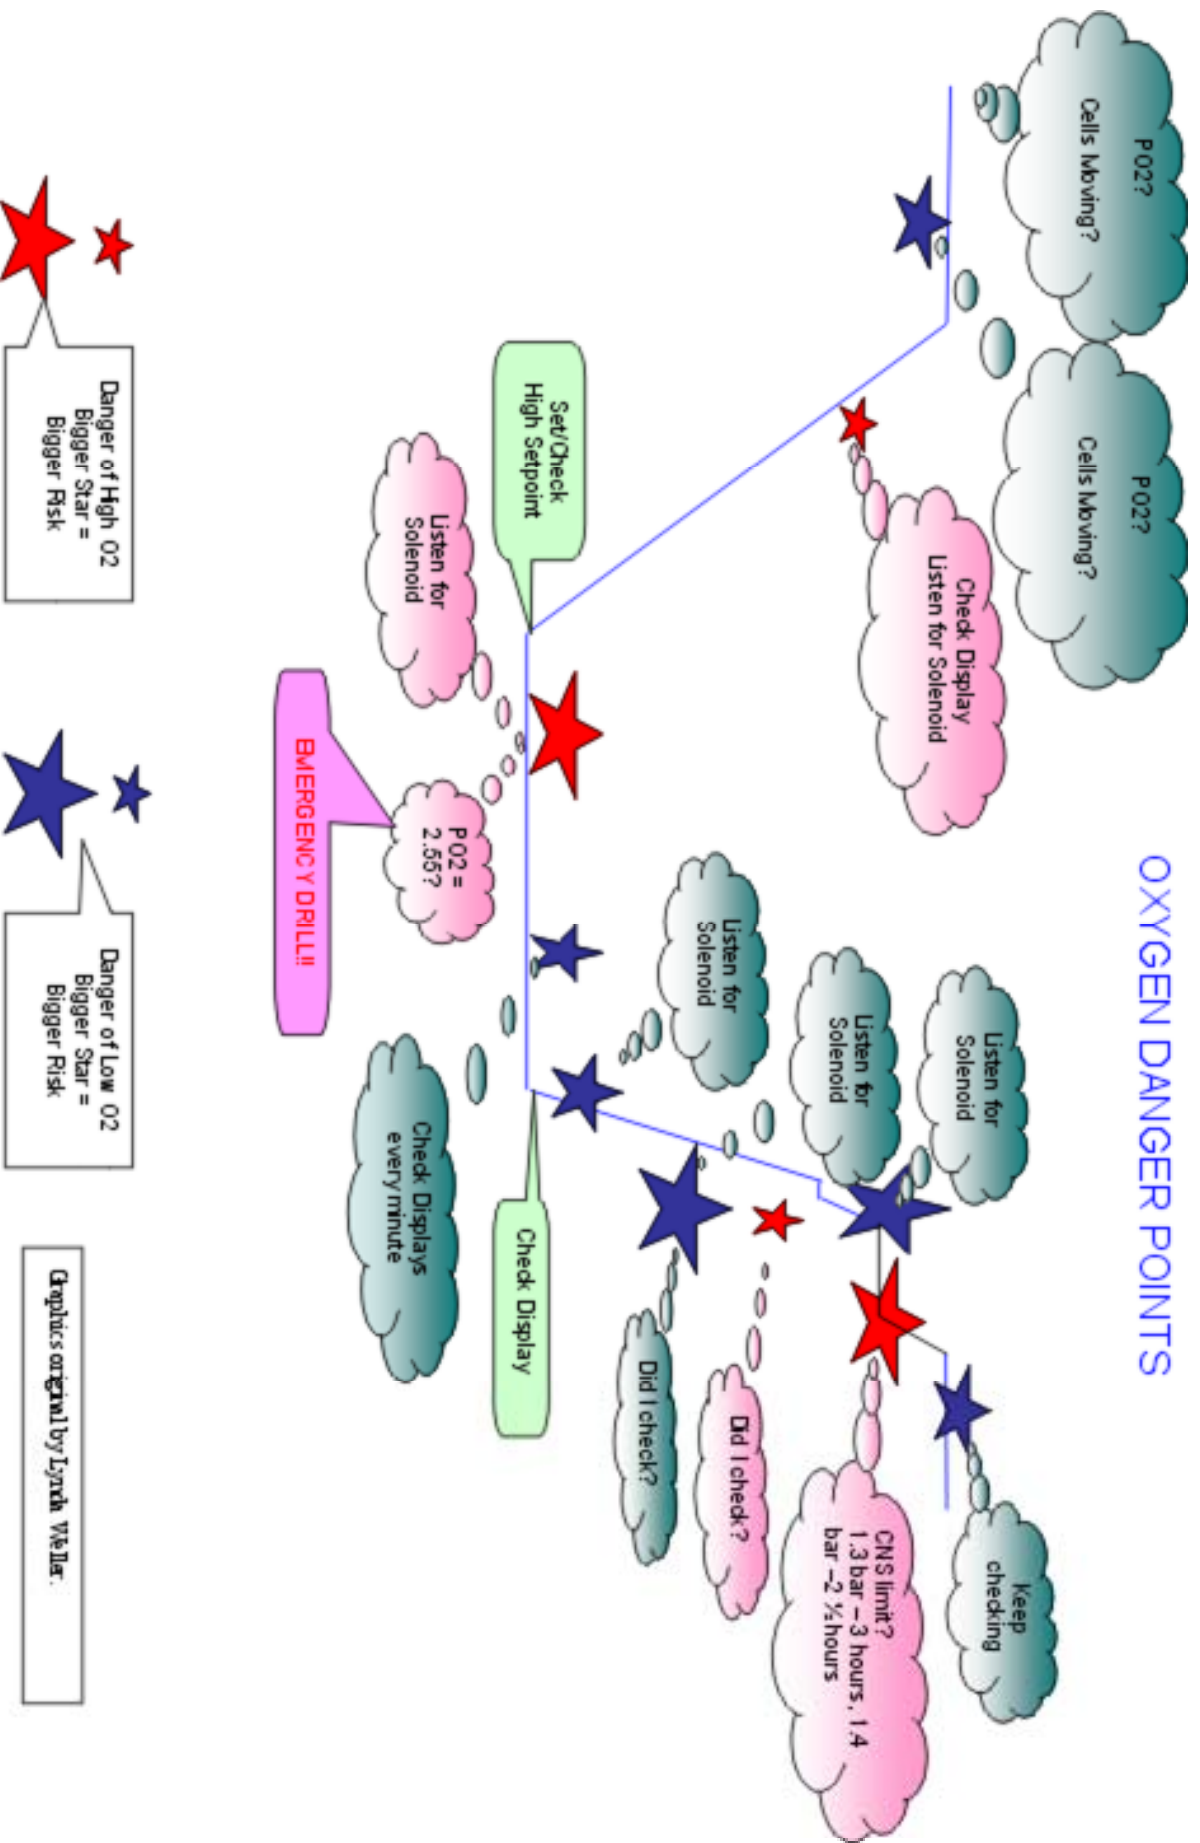 OXYGEN DANGER POINTS
PO2?
Cells Moving?
PO2?
Cells Moving?
Check Display
Listen for Solenoid
Set/Check
High Setpoint
Listen for
Solenoid
PO2 =
2.55?
EMERGENCY DRILL!!
Listen for
Solenoid
Listen for
Solenoid
Listen for
Solenoid
Check Displays
every minute
Check Display
Did I check?
Did I check?
CNS limit?
1.3 bar – 3 hours, 1.4
bar – 2 ½ hours
Keep
checking
Danger of High O2
Bigger Star =
Bigger Risk
Danger of Low O2
Bigger Star =
Bigger Risk
Graphics original by Lynch Weller.